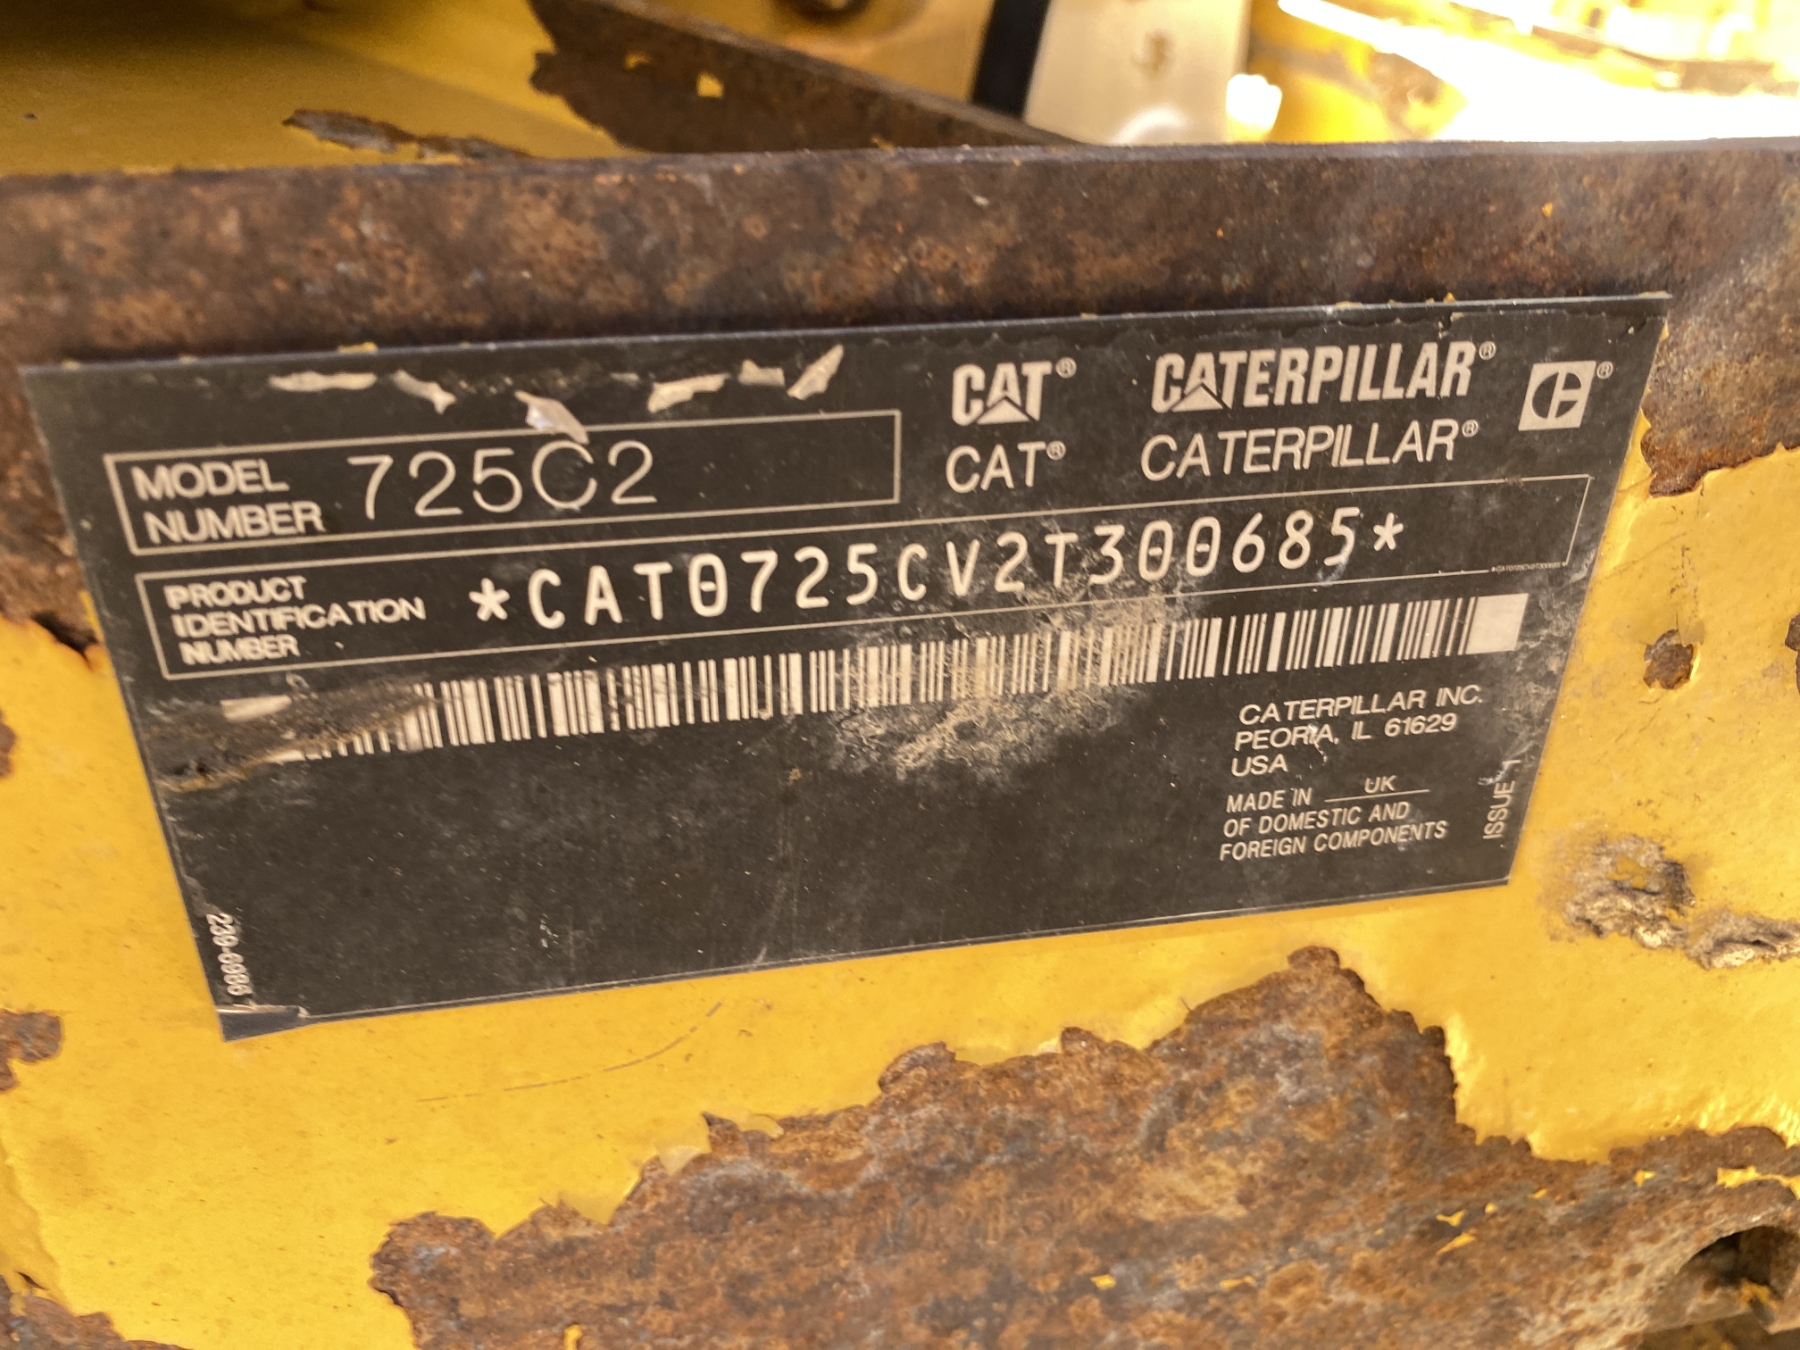 CAT® CATERPILLAR®
CAT® CATERPILLAR®
MODEL
NUMBER 725C2
PRODUCT
IDENTIFICATION
NUMBER
*CAT0725CV2T300685*
CATERPILLAR INC.
PEORIA, IL 61629
USA
MADE IN UK
OF DOMESTIC AND
FOREIGN COMPONENTS
ISSUE 1